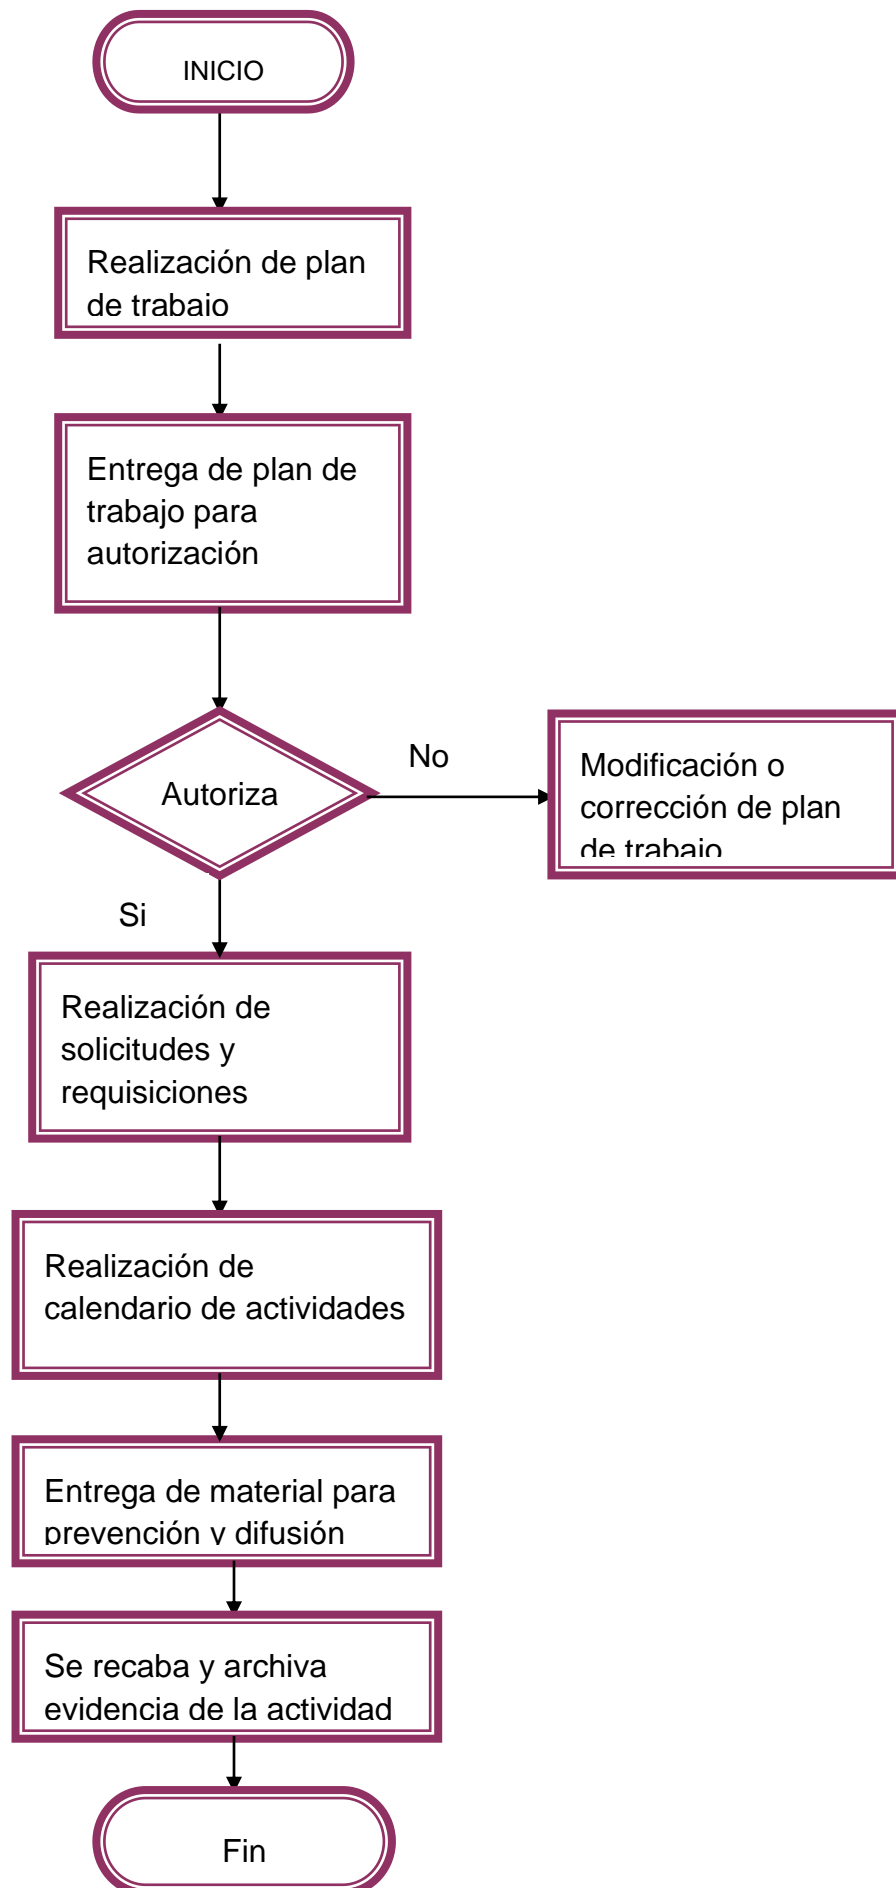 INICIO
Realización de plan
de trabajo
Entrega de plan de
trabajo para
autorización
Autoriza
No
Modificación o
corrección de plan
de trabajo
Si
Realización de
solicitudes y
requisiciones
Realización de
calendario de actividades
Entrega de material para
prevención y difusión
Se recaba y archiva
evidencia de la actividad
Fin